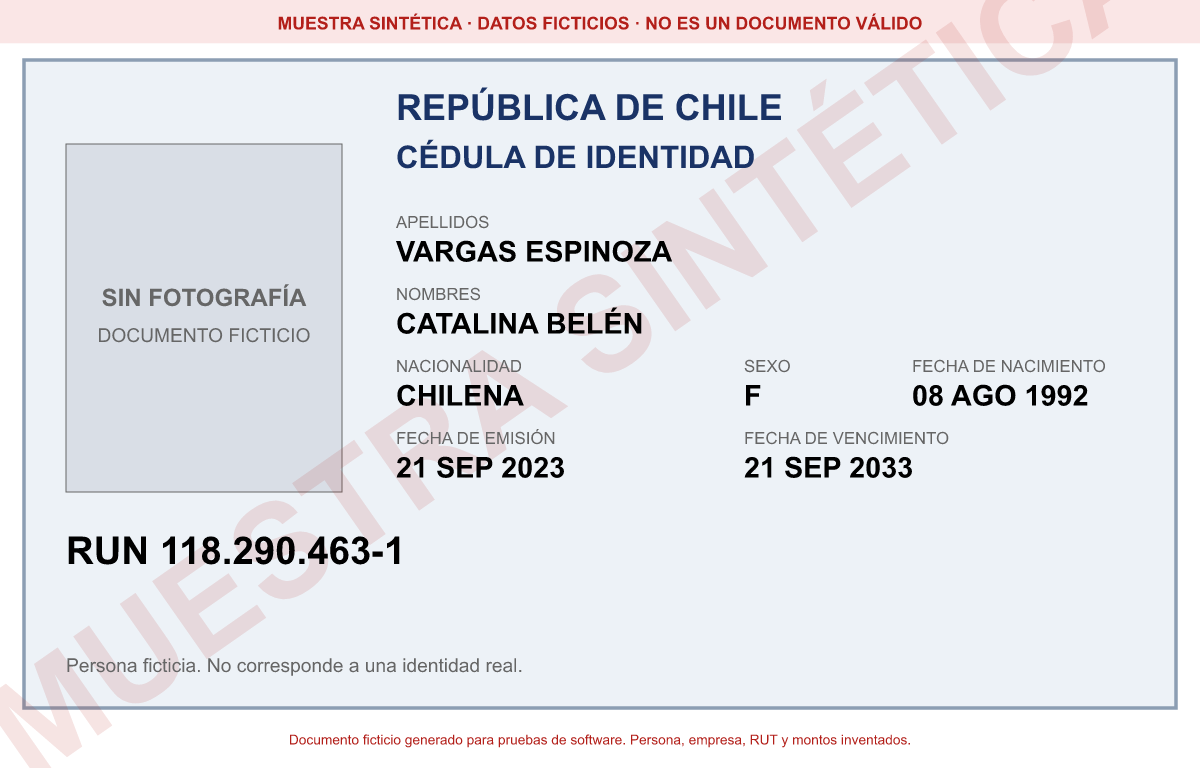 MUESTRA SINTÉTICA · DATOS FICTICIOS · NO ES UN DOCUMENTO VÁLIDO
REPÚBLICA DE CHILE
CÉDULA DE IDENTIDAD
SIN FOTOGRAFÍA
DOCUMENTO FICTICIO
APELLIDOS
VARGAS ESPINOZA
NOMBRES
CATALINA BELÉN
NACIONALIDAD SEXO FECHA DE NACIMIENTO
CHILENA F 08 AGO 1992
FECHA DE EMISIÓN FECHA DE VENCIMIENTO
21 SEP 2023 21 SEP 2033
RUN 118.290.463-1
Persona ficticia. No corresponde a una identidad real.
MUESTRA SINTÉTICA
Documento ficticio generado para pruebas de software. Persona, empresa, RUT y montos inventados.